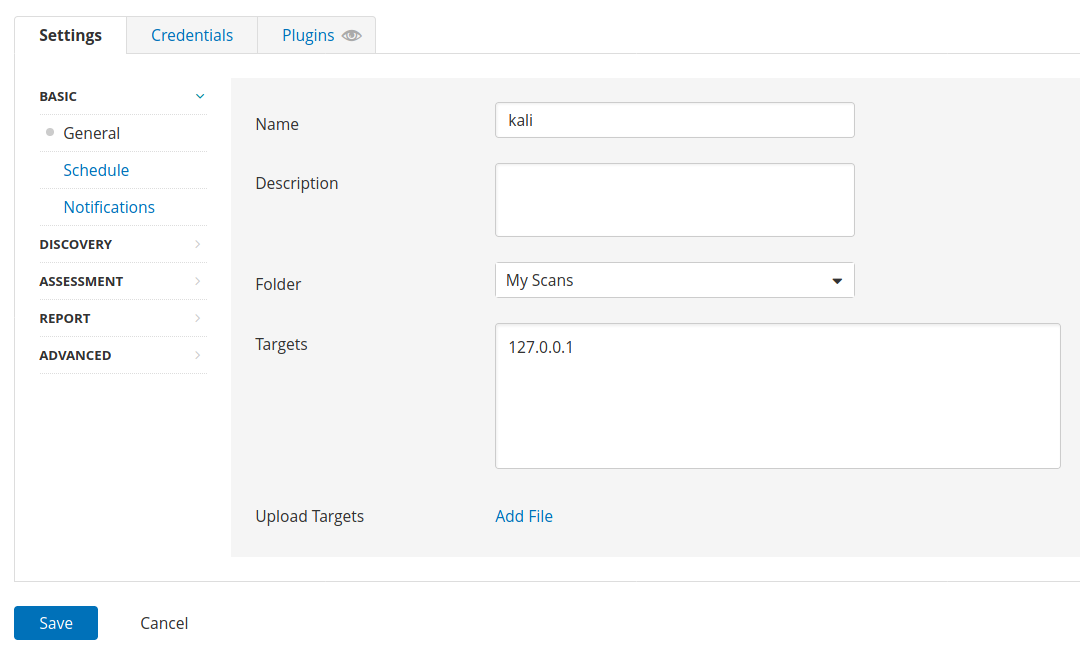 Settings Credentials Plugins
BASIC
General
Schedule
Notifications
DISCOVERY
ASSESSMENT
REPORT
ADVANCED
Name kali
Description
Folder My Scans
Targets 127.0.0.1
Upload Targets Add File
Save Cancel